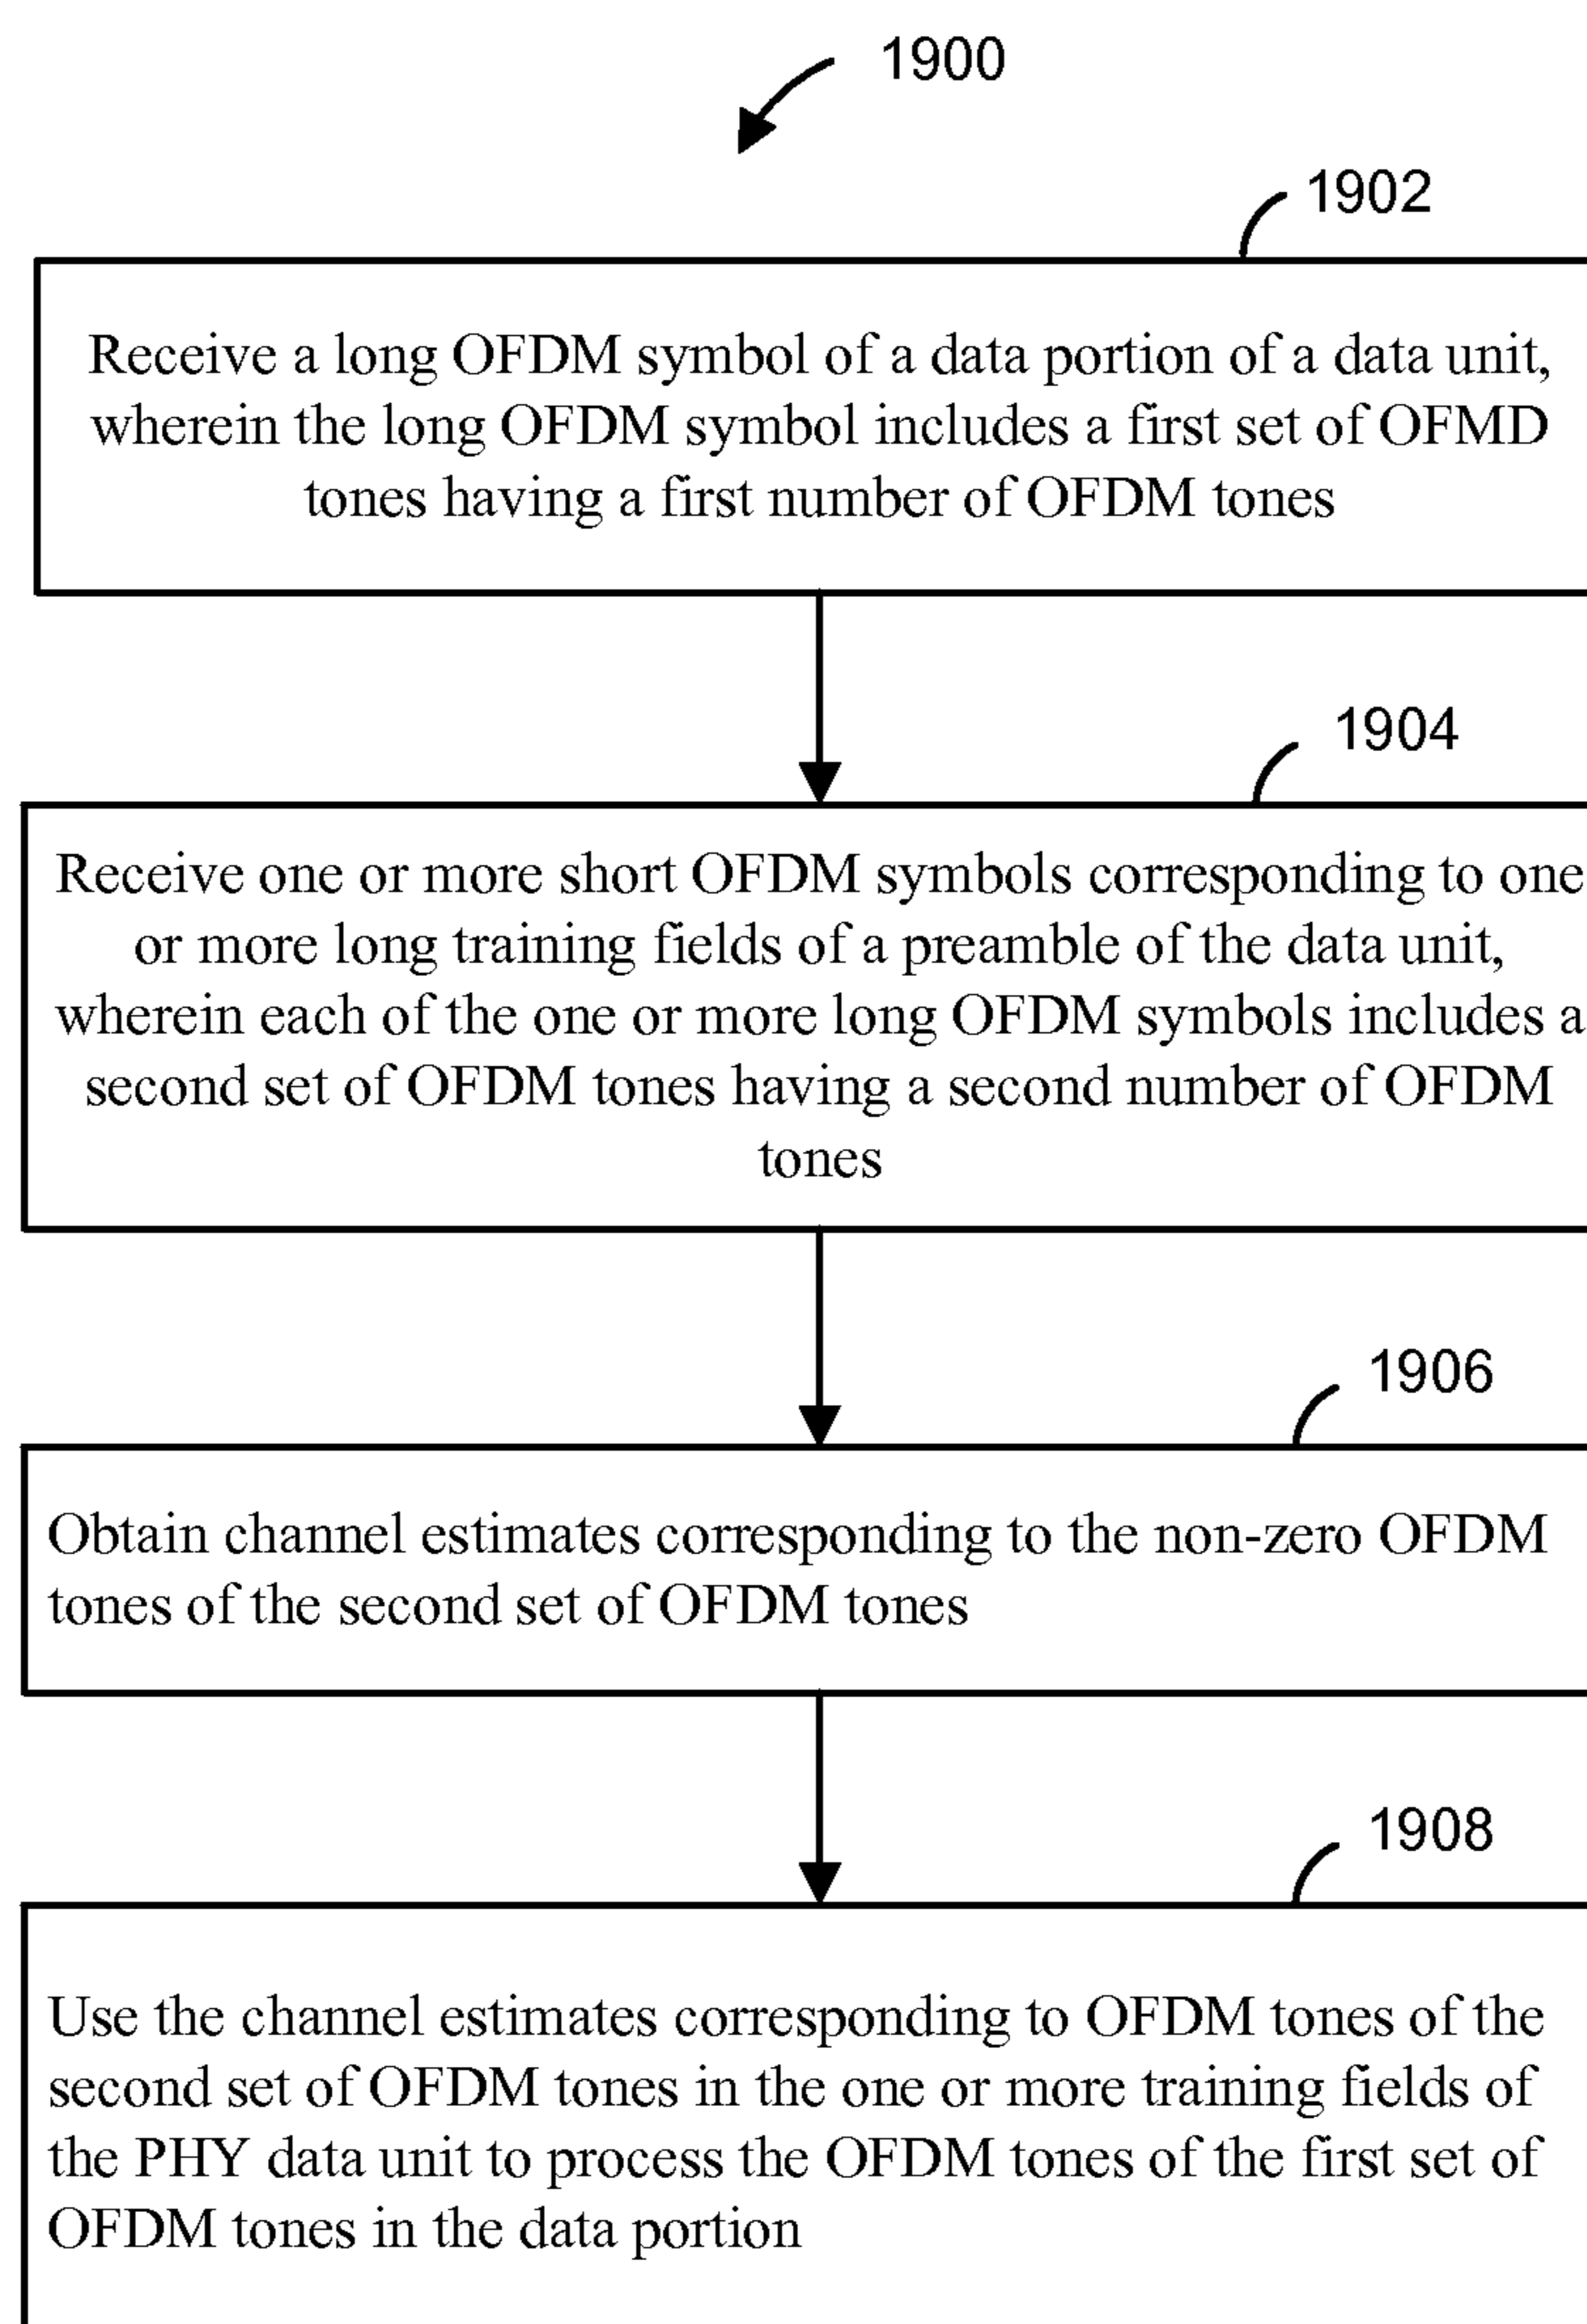 1900
1902
Receive a long OFDM symbol of a data portion of a data unit,
wherein the long OFDM symbol includes a first set of OFMD
tones having a first number of OFDM tones
1904
Receive one or more short OFDM symbols corresponding to one
or more long training fields of a preamble of the data unit,
wherein each of the one or more long OFDM symbols includes a
second set of OFDM tones having a second number of OFDM
tones
1906
Obtain channel estimates corresponding to the non-zero OFDM
tones of the second set of OFDM tones
1908
Use the channel estimates corresponding to OFDM tones of the
second set of OFDM tones in the one or more training fields of
the PHY data unit to process the OFDM tones of the first set of
OFDM tones in the data portion